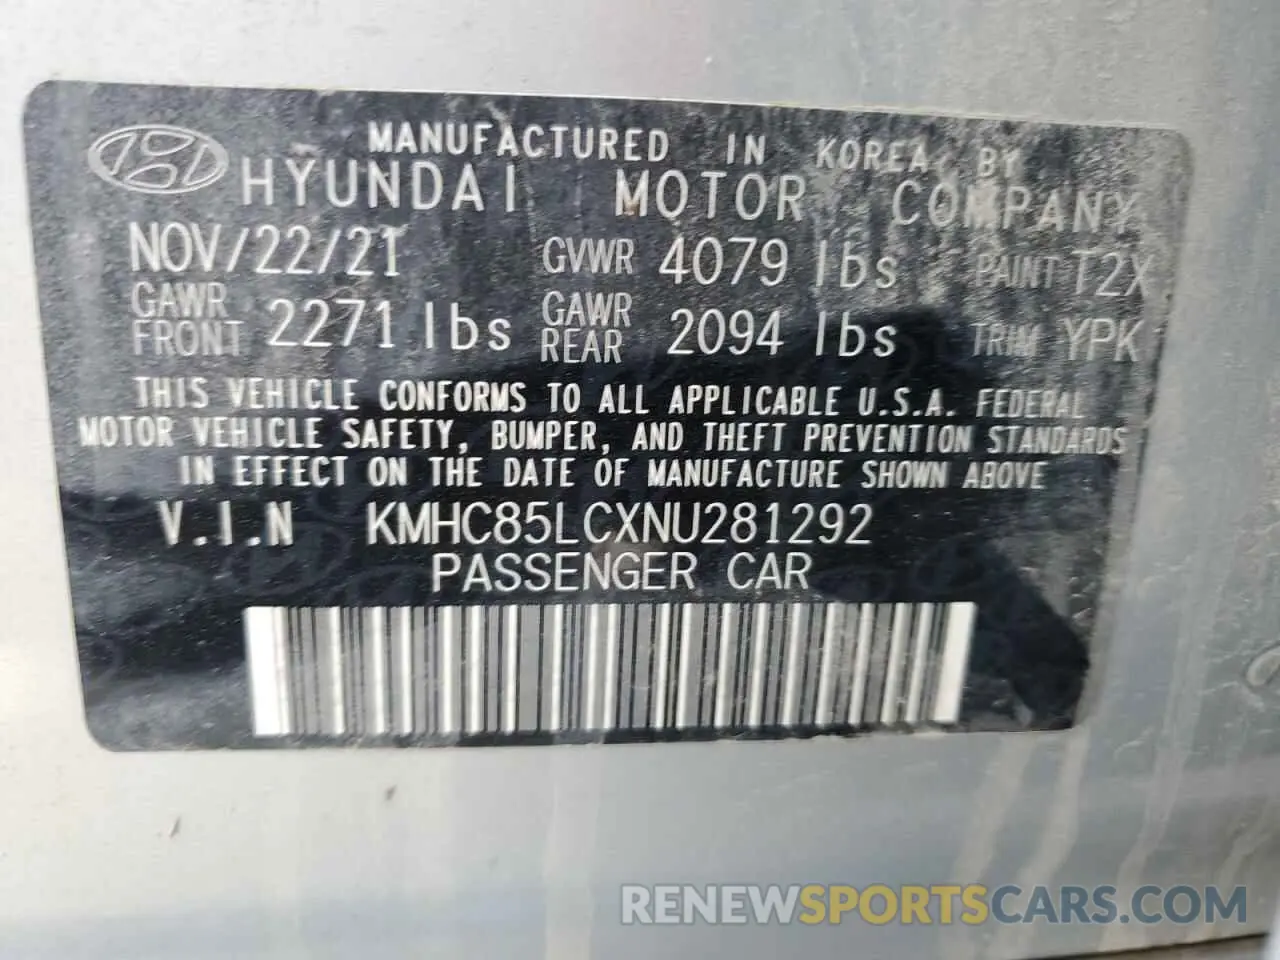 MANUFACTURED IN KOREA BY
HYUNDAI MOTOR COMPANY
NOV/22/21 GVWR 4079 lbs PAINT T2X
GAWR FRONT 2271 lbs GAWR REAR 2094 lbs TRIM YPK
THIS VEHICLE CONFORMS TO ALL APPLICABLE U.S.A. FEDERAL
MOTOR VEHICLE SAFETY, BUMPER, AND THEFT PREVENTION STANDARDS
IN EFFECT ON THE DATE OF MANUFACTURE SHOWN ABOVE
V.I.N KMHC85LCXNU281292
PASSENGER CAR
RENEWSPORTSCARS.COM